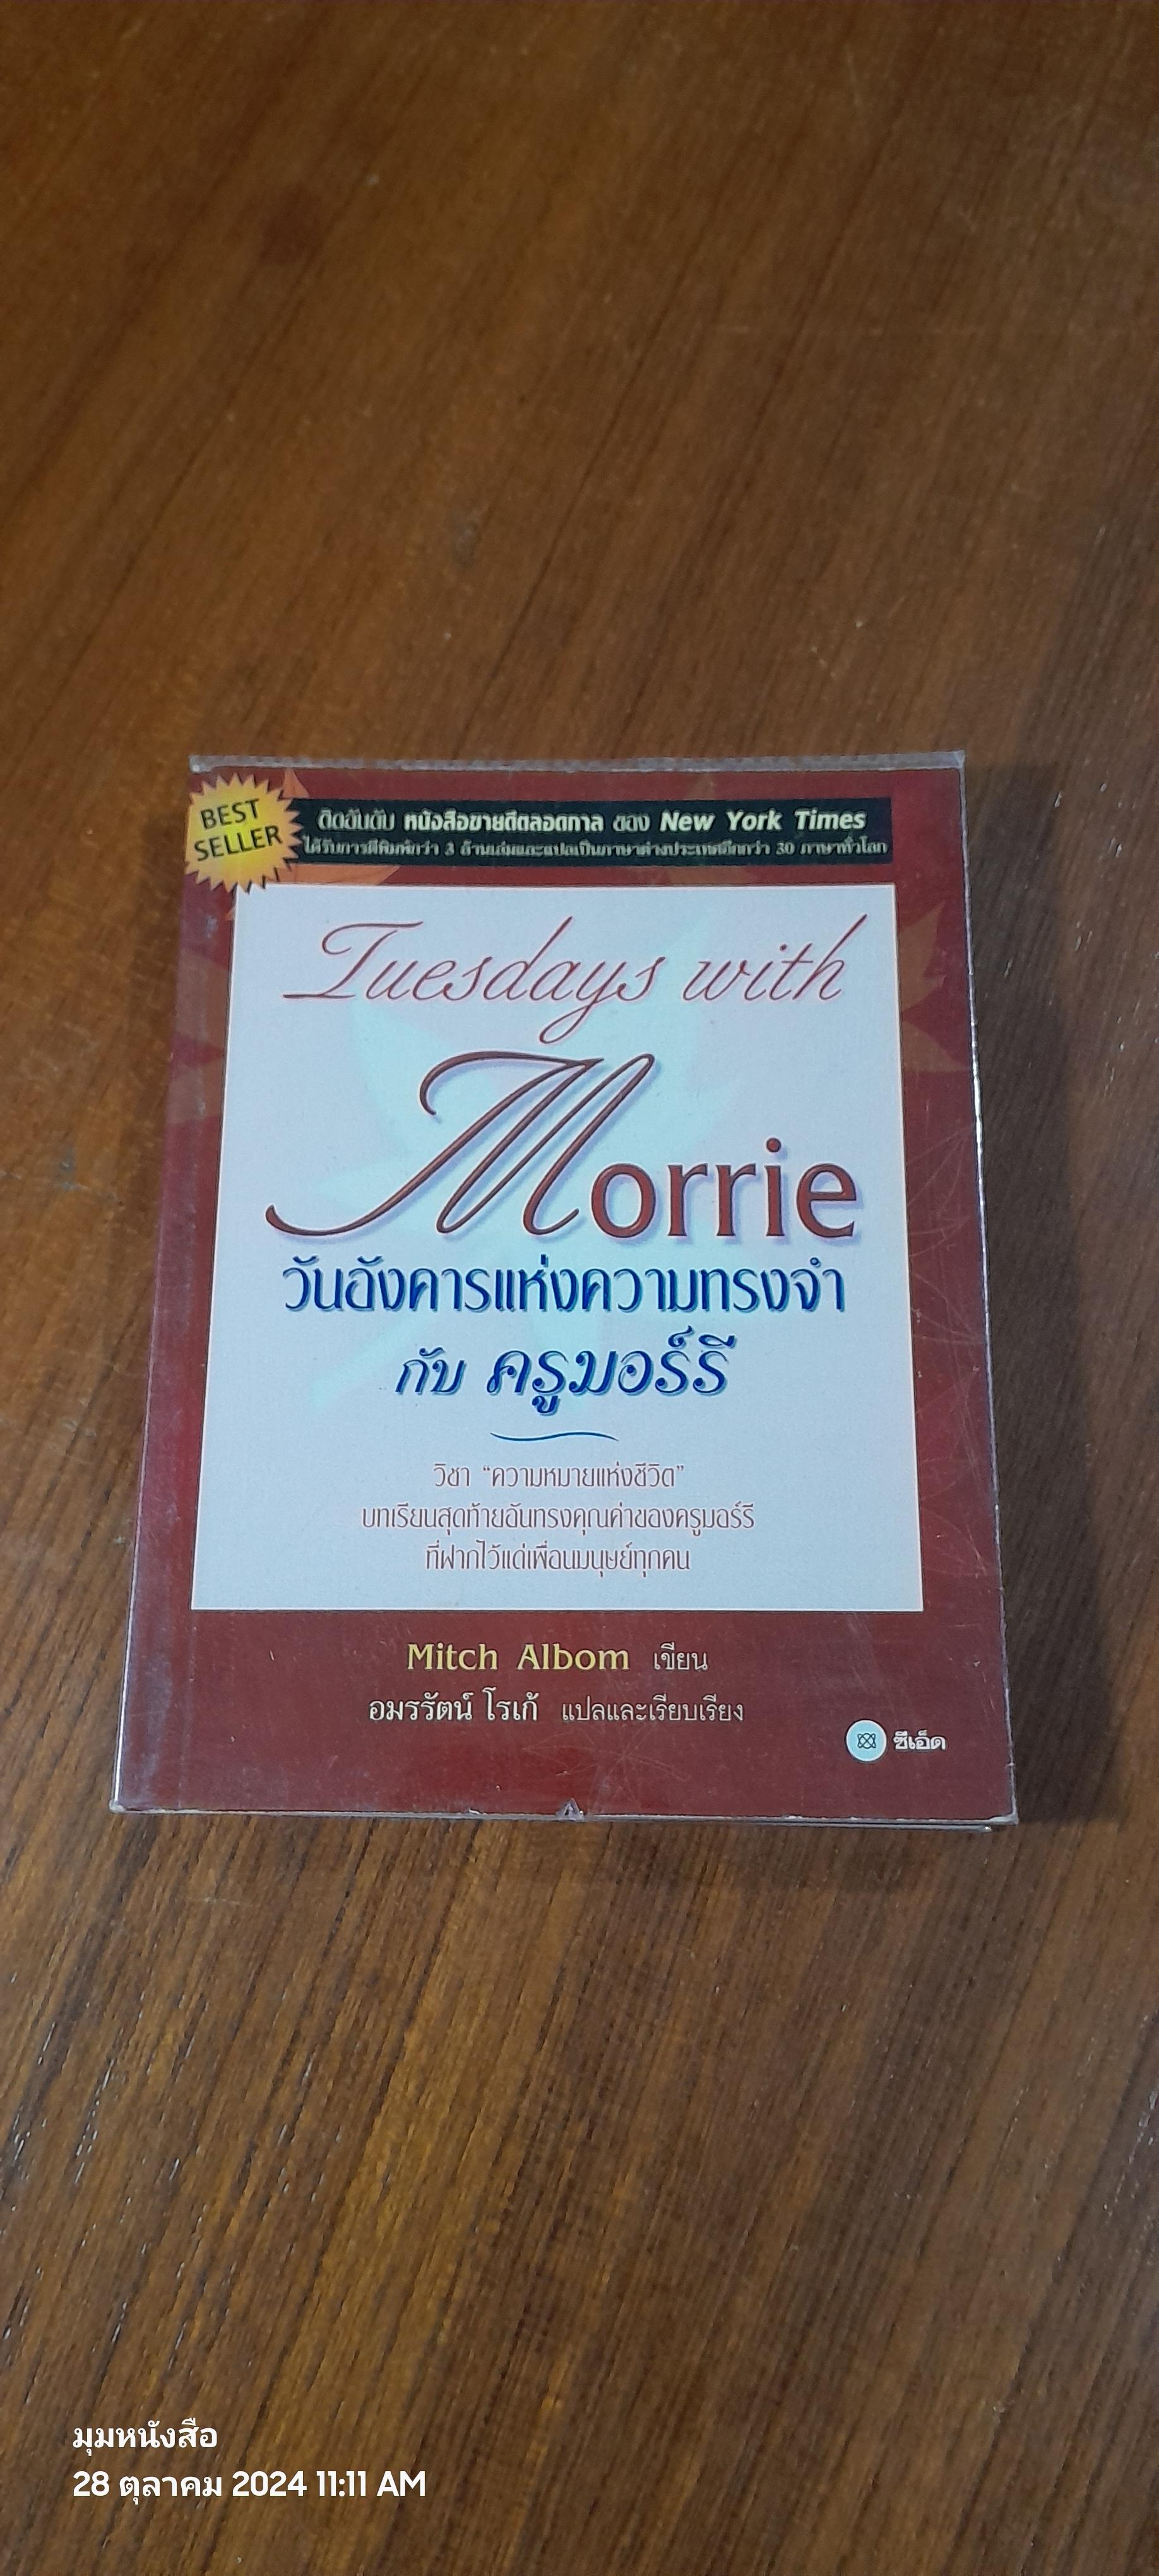 BEST
SELLER
ติดอันดับ หนังสือขายดีตลอดกาล ของ New York Times
ได้รับการตีพิมพ์กว่า 3 ล้านเล่มและแปลเป็นภาษาต่างประเทศอีกกว่า 30 ภาษาทั่วโลก
Tuesdays with
Morrie
วันอังคารแห่งความทรงจำ
กับ ครูมอร์รี
วิชา “ความหมายแห่งชีวิต”
บทเรียนสุดท้ายอันทรงคุณค่าของครูมอร์รี
ที่ฝากไว้แด่เพื่อนมนุษย์ทุกคน
Mitch Albom เขียน
อมรรัตน์ โรเก้ แปลและเรียบเรียง
ซีเอ็ด
มุมหนังสือ
28 ตุลาคม 2024 11:11 AM